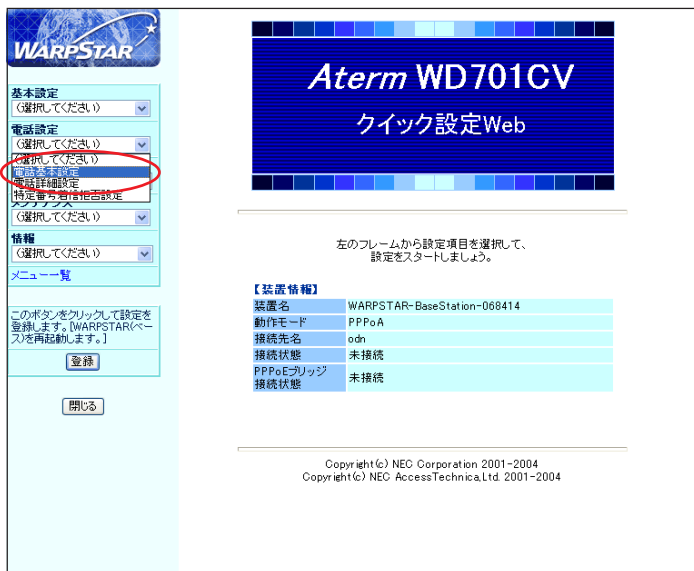 WARPSTAR
基本設定
(選択してください)
電話設定
(選択してください)
(選択してください)
電話基本設定
電話詳細設定
特定番号着信拒否設定
メンテナンス
(選択してください)
情報
(選択してください)
メニュー一覧
このボタンをクリックして設定を
登録します。[WARPSTAR(ベー
ス)を再起動します。]
登録
閉じる
Aterm WD701CV
クイック設定Web
左のフレームから設定項目を選択して、
設定をスタートしましょう。
【装置情報】
装置名 WARPSTAR-BaseStation-068414
動作モード PPPoA
接続先名 odn
接続状態 未接続
PPPoEブリッジ
接続状態 未接続
Copyright(c) NEC Corporation 2001-2004
Copyright(c) NEC AccessTechnica,Ltd. 2001-2004